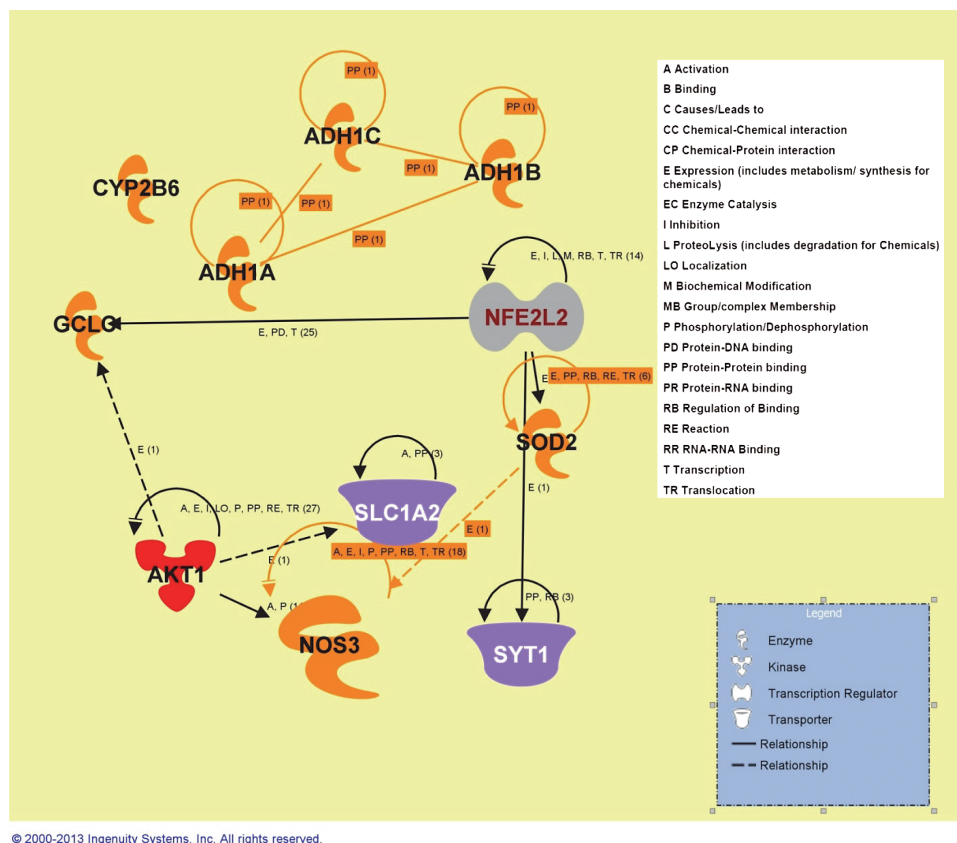 PP (1)
ADH1C
PP (1)
PP (1)
ADH1B
CYP2B6
PP (1)
PP (1)
PP (1)
ADH1A
E, I, L, M, RB, T, TR (14)
NFE2L2
GCLC
E, PD, T (25)
E, PP, RB, RE, TR (6)
SOD2
E (1)
A, PP (3)
E (1)
SLC1A2
A, E, I, LO, P, PP, RE, TR (27)
E (1)
A, E, I, P, PP, RB, T, TR (18)
E (1)
AKT1
A, P
NOS3
PP, RB (3)
SYT1
A Activation
B Binding
C Causes/Leads to
CC Chemical-Chemical interaction
CP Chemical-Protein interaction
E Expression (includes metabolism/ synthesis for
chemicals)
EC Enzyme Catalysis
I Inhibition
L ProteoLysis (includes degradation for Chemicals)
LO Localization
M Biochemical Modification
MB Group/complex Membership
P Phosphorylation/Dephosphorylation
PD Protein-DNA binding
PP Protein-Protein binding
PR Protein-RNA binding
RB Regulation of Binding
RE Reaction
RR RNA-RNA Binding
T Transcription
TR Translocation
Legend
Enzyme
Kinase
Transcription Regulator
Transporter
Relationship
Relationship
© 2000-2013 Ingenuity Systems, Inc. All rights reserved.